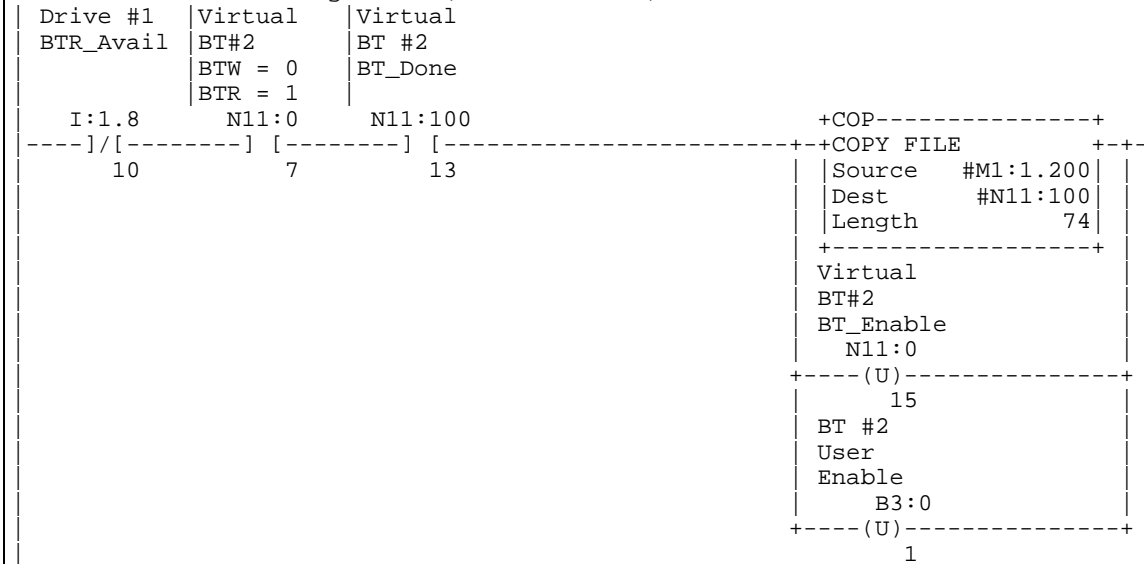 Drive #1 |Virtual |Virtual
BTR_Avail |BT#2 |BT #2
|BTW = 0 |BT_Done
|BTR = 1 |
I:1.8 N11:0 N11:100 +COP---------------+
|----]/[--------] [--------] [------------------------+-+COPY FILE +-+-
10 7 13 | |Source #M1:1.200| |
| |Dest #N11:100| |
| |Length 74| |
| +------------------+ |
| Virtual |
| BT#2 |
| BT_Enable |
| N11:0 |
+----(U)---------------+
| 15 |
| BT #2 |
| User |
| Enable |
| B3:0 |
+----(U)---------------+
1